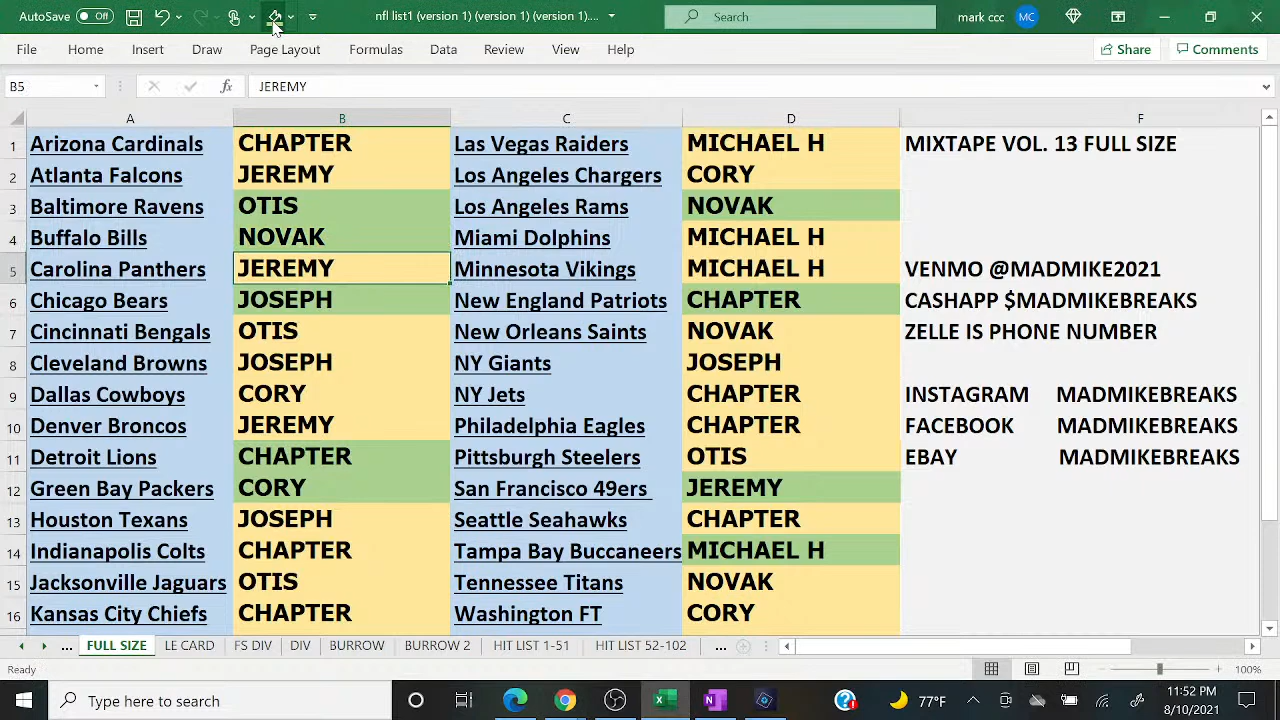 AutoSave Off nfl list1 (version 1) (version 1) (version 1).... Search mark ccc MC
File Home Insert Draw Page Layout Formulas Data Review View Help Share Comments
B5 fx JEREMY
A B C D F
1 Arizona Cardinals CHAPTER Las Vegas Raiders MICHAEL H MIXTAPE VOL. 13 FULL SIZE
2 Atlanta Falcons JEREMY Los Angeles Chargers CORY
3 Baltimore Ravens OTIS Los Angeles Rams NOVAK
4 Buffalo Bills NOVAK Miami Dolphins MICHAEL H
5 Carolina Panthers JEREMY Minnesota Vikings MICHAEL H VENMO @MADMIKE2021
6 Chicago Bears JOSEPH New England Patriots CHAPTER CASHAPP $MADMIKEBREAKS
7 Cincinnati Bengals OTIS New Orleans Saints NOVAK ZELLE IS PHONE NUMBER
8 Cleveland Browns JOSEPH NY Giants JOSEPH
9 Dallas Cowboys CORY NY Jets CHAPTER INSTAGRAM MADMIKEBREAKS
10 Denver Broncos JEREMY Philadelphia Eagles CHAPTER FACEBOOK MADMIKEBREAKS
11 Detroit Lions CHAPTER Pittsburgh Steelers OTIS EBAY MADMIKEBREAKS
12 Green Bay Packers CORY San Francisco 49ers JEREMY
13 Houston Texans JOSEPH Seattle Seahawks CHAPTER
14 Indianapolis Colts CHAPTER Tampa Bay Buccaneers MICHAEL H
15 Jacksonville Jaguars OTIS Tennessee Titans NOVAK
16 Kansas City Chiefs CHAPTER Washington FT CORY
... FULL SIZE LE CARD FS DIV DIV BURROW BURROW 2 HIT LIST 1-51 HIT LIST 52-102 ...
Ready 100%
Type here to search 77°F 11:52 PM
8/10/2021